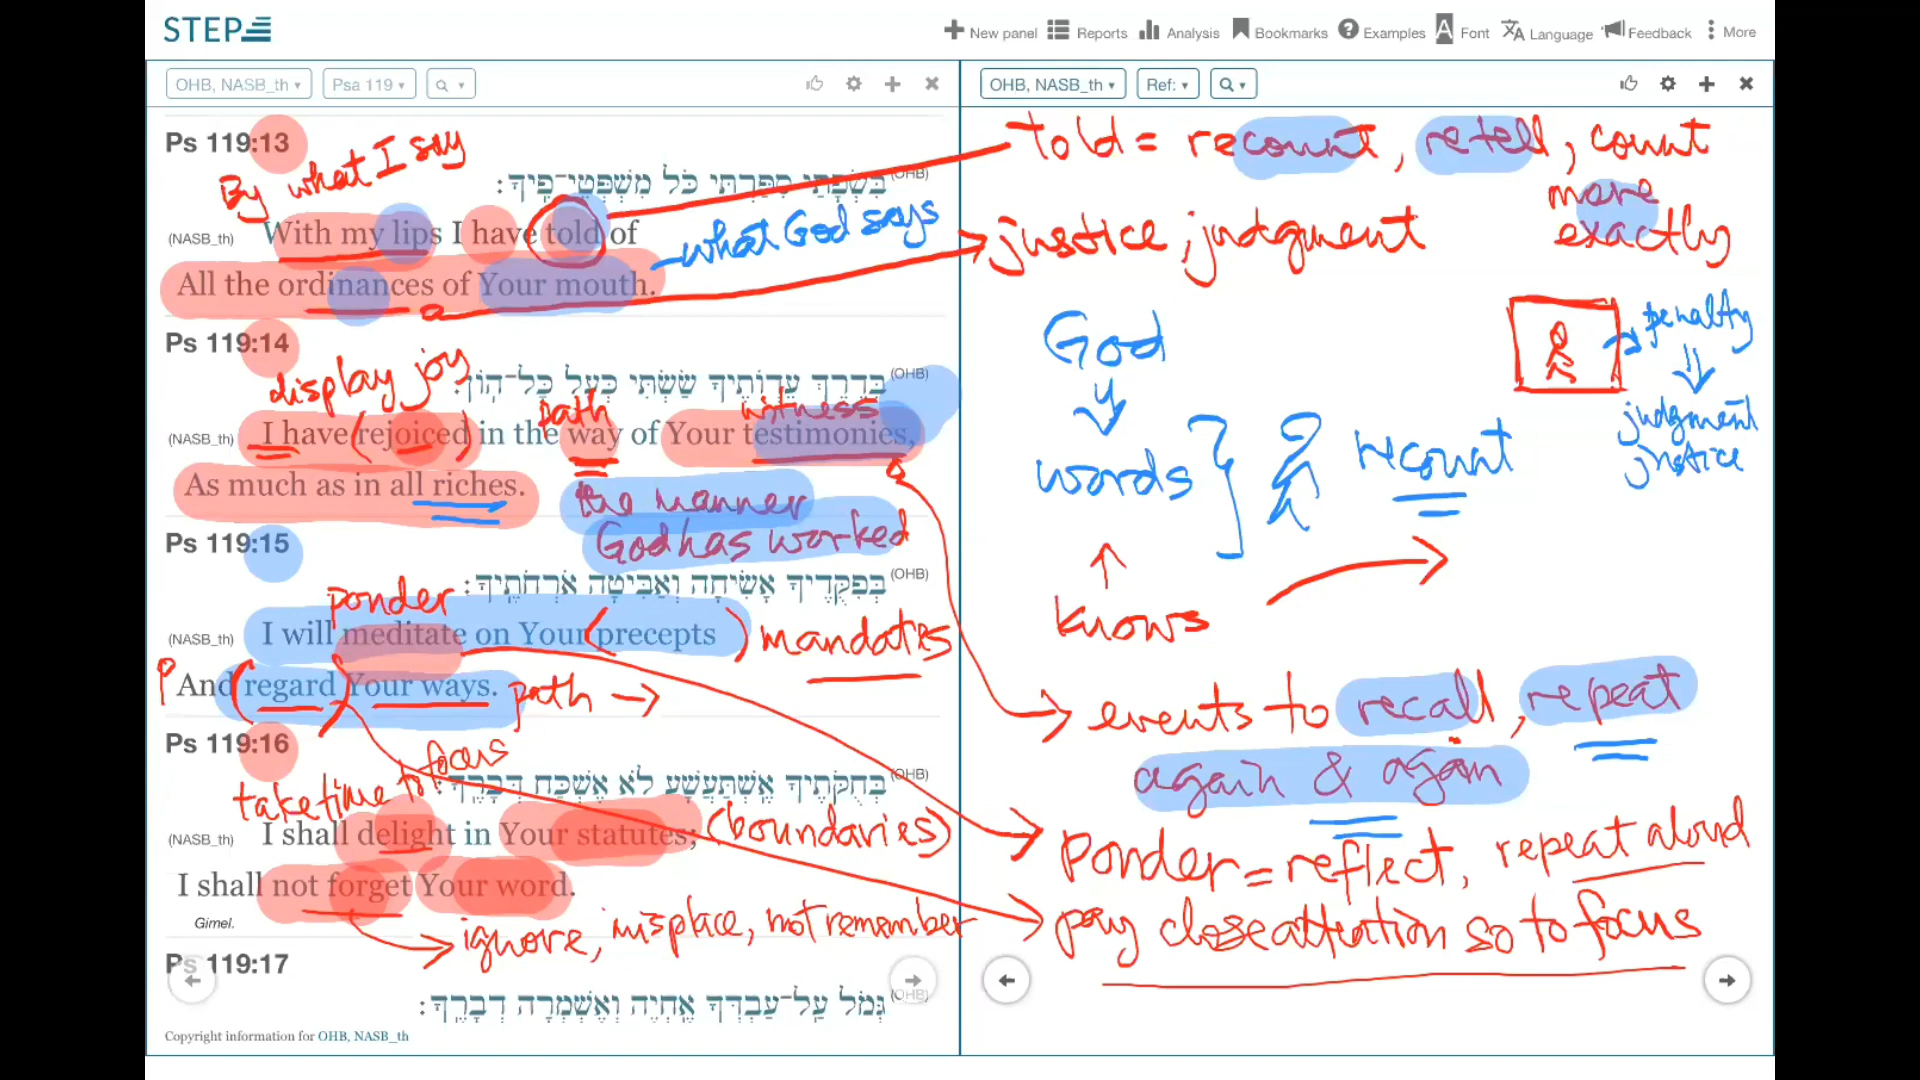 STEP
New panel Reports Analysis Bookmarks Examples Font Language Feedback More
OHB, NASB_th Psa 119
Ps 119:13
By what I say
בִּשְׂפָתַי סִפַּרְתִּי כֹּל מִשְׁפְּטֵי־פִֽיךָ׃ (OHB)
(NASB_th) With my lips I have told of
what God says
All the ordinances of Your mouth.
Ps 119:14
display joy
בְּדֶרֶךְ עֵדְוֺתֶיךָ שַׂשְׂתִּי כְּעַל כָּל־הֽוֹן׃ (OHB)
path witness
(NASB_th) I have rejoiced in the way of Your testimonies,
As much as in all riches.
the manner
God has worked
Ps 119:15
בְּפִקֻּדֶיךָ אָשִׂיחָה וְאַבִּיטָה אֹרְחֹתֶֽיךָ׃ (OHB)
ponder
(NASB_th) I will meditate on Your precepts
mandates
And regard Your ways.
path
Ps 119:16
take time to focus
בְּחֻקֹּתֶיךָ אֶֽשְׁתַּעֲשָׁע לֹא אֶשְׁכַּח דְּבָרֶֽךָ׃ (OHB)
(NASB_th) I shall delight in Your statutes;
(boundaries)
I shall not forget Your word.
Gimel.
ignore, misplace, not remember
Ps 119:17
גְּמֹל עַֽל־עַבְדְּךָ אֶֽחְיֶה וְאֶשְׁמְרָה דְבָרֶֽךָ׃ (OHB)
Copyright information for OHB, NASB_th
OHB, NASB_th Ref:
told = recount, retell, count
more
exactly
justice, judgment
God
words
recount
knows
penalty
judgment
justice
events to recall, repeat
again & again
Ponder = reflect, repeat aloud
pay close attention so to focus